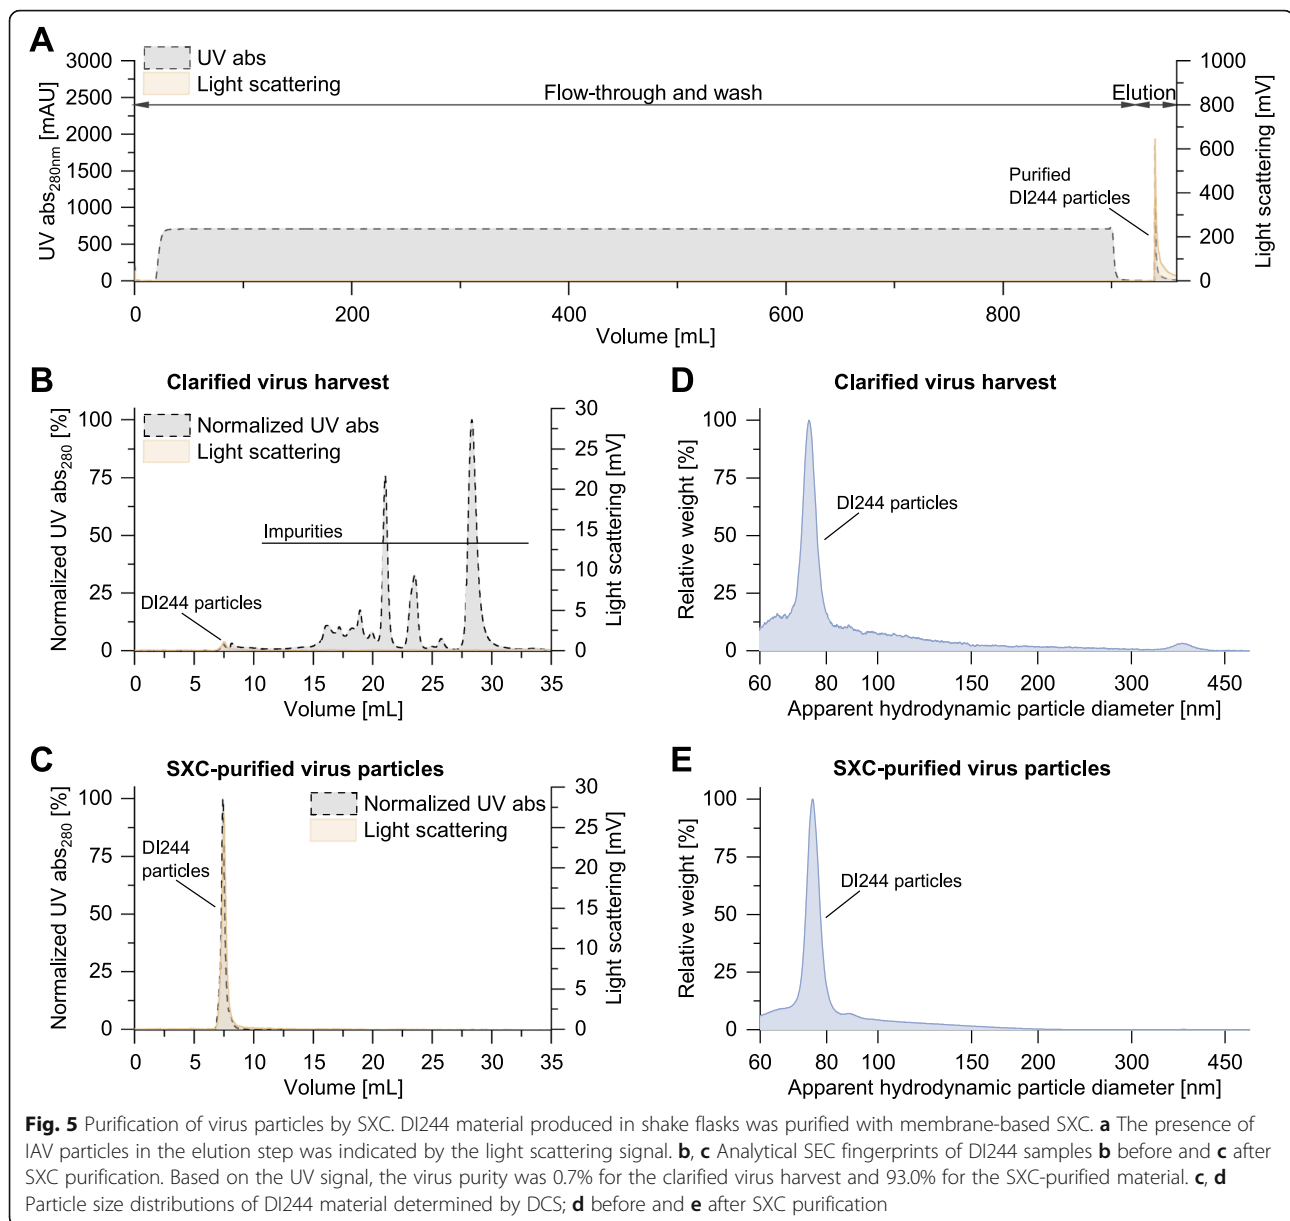 A
UV abs
Light scattering
3000
2500
2000
1500
1000
500
0
UV abs280nm [mAU]
Flow-through and wash
Elution
Purified
DI244 particles
1000
800
600
400
200
0
Light scattering [mV]
0 200 400 600 800
Volume [mL]
B
Clarified virus harvest
Normalized UV abs
Light scattering
100
75
50
25
0
Normalized UV abs280 [%]
Impurities
DI244 particles
30
25
20
15
10
5
0
Light scattering [mV]
0 5 10 15 20 25 30 35
Volume [mL]
D
Clarified virus harvest
100
75
50
25
0
Relative weight [%]
DI244 particles
60 80 100 150 200 300 450
Apparent hydrodynamic particle diameter [nm]
C
SXC-purified virus particles
Normalized UV abs
Light scattering
100
75
50
25
0
Normalized UV abs280 [%]
DI244
particles
30
25
20
15
10
5
0
Light scattering [mV]
0 5 10 15 20 25 30 35
Volume [mL]
E
SXC-purified virus particles
100
75
50
25
0
Relative weight [%]
DI244 particles
60 80 100 150 200 300 450
Apparent hydrodynamic particle diameter [nm]
Fig. 5 Purification of virus particles by SXC. DI244 material produced in shake flasks was purified with membrane-based SXC. a The presence of
IAV particles in the elution step was indicated by the light scattering signal. b, c Analytical SEC fingerprints of DI244 samples b before and c after
SXC purification. Based on the UV signal, the virus purity was 0.7% for the clarified virus harvest and 93.0% for the SXC-purified material. c, d
Particle size distributions of DI244 material determined by DCS; d before and e after SXC purification